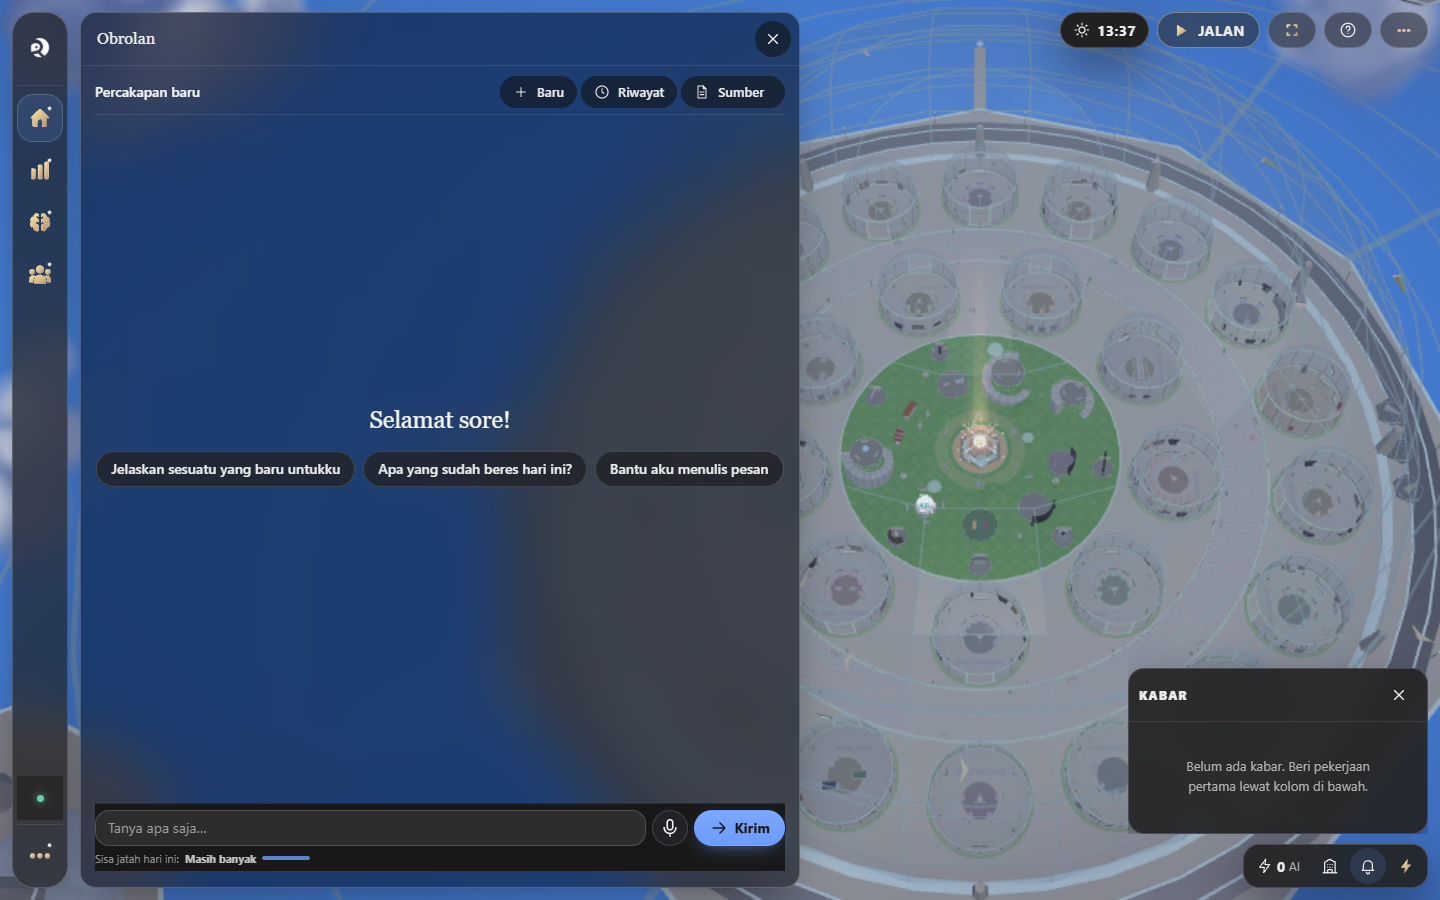 Obrolan
13:37
JALAN
Percakapan baru
Baru
Riwayat
Sumber
Selamat sore!
Jelaskan sesuatu yang baru untukku
Apa yang sudah beres hari ini?
Bantu aku menulis pesan
KABAR
Belum ada kabar. Beri pekerjaan
pertama lewat kolom di bawah.
Tanya apa saja...
Kirim
Sisa jatah hari ini: Masih banyak
0 AI